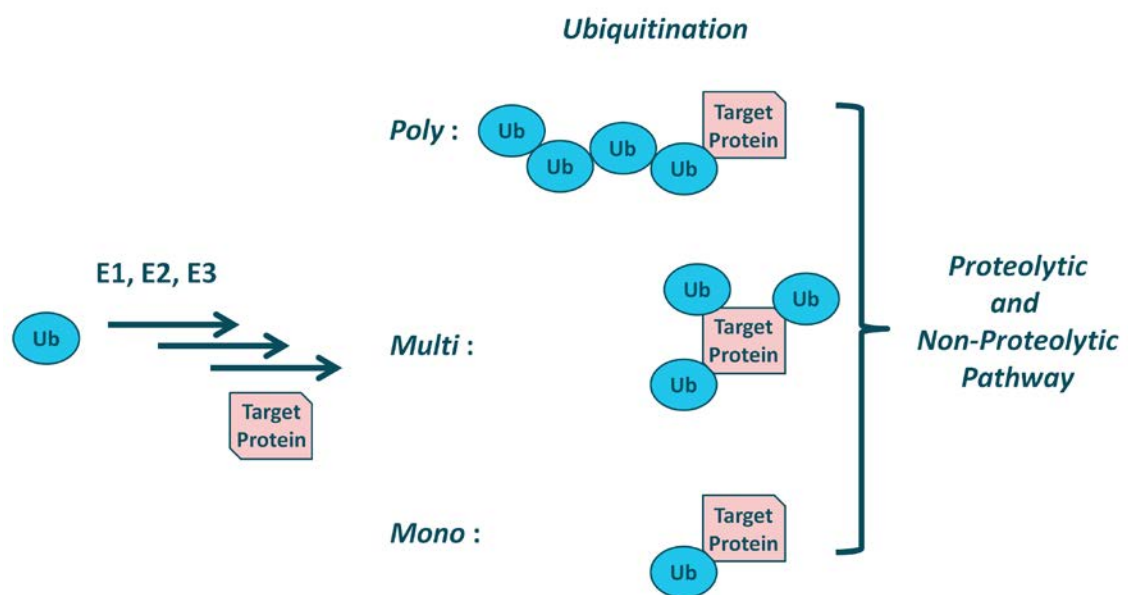 Ubiquitination
Poly :
Ub
Ub
Ub
Ub
Target
Protein
E1, E2, E3
Ub
Target
Protein
Multi :
Ub
Ub
Target
Protein
Ub
Mono :
Target
Protein
Ub
Proteolytic
and
Non-Proteolytic
Pathway